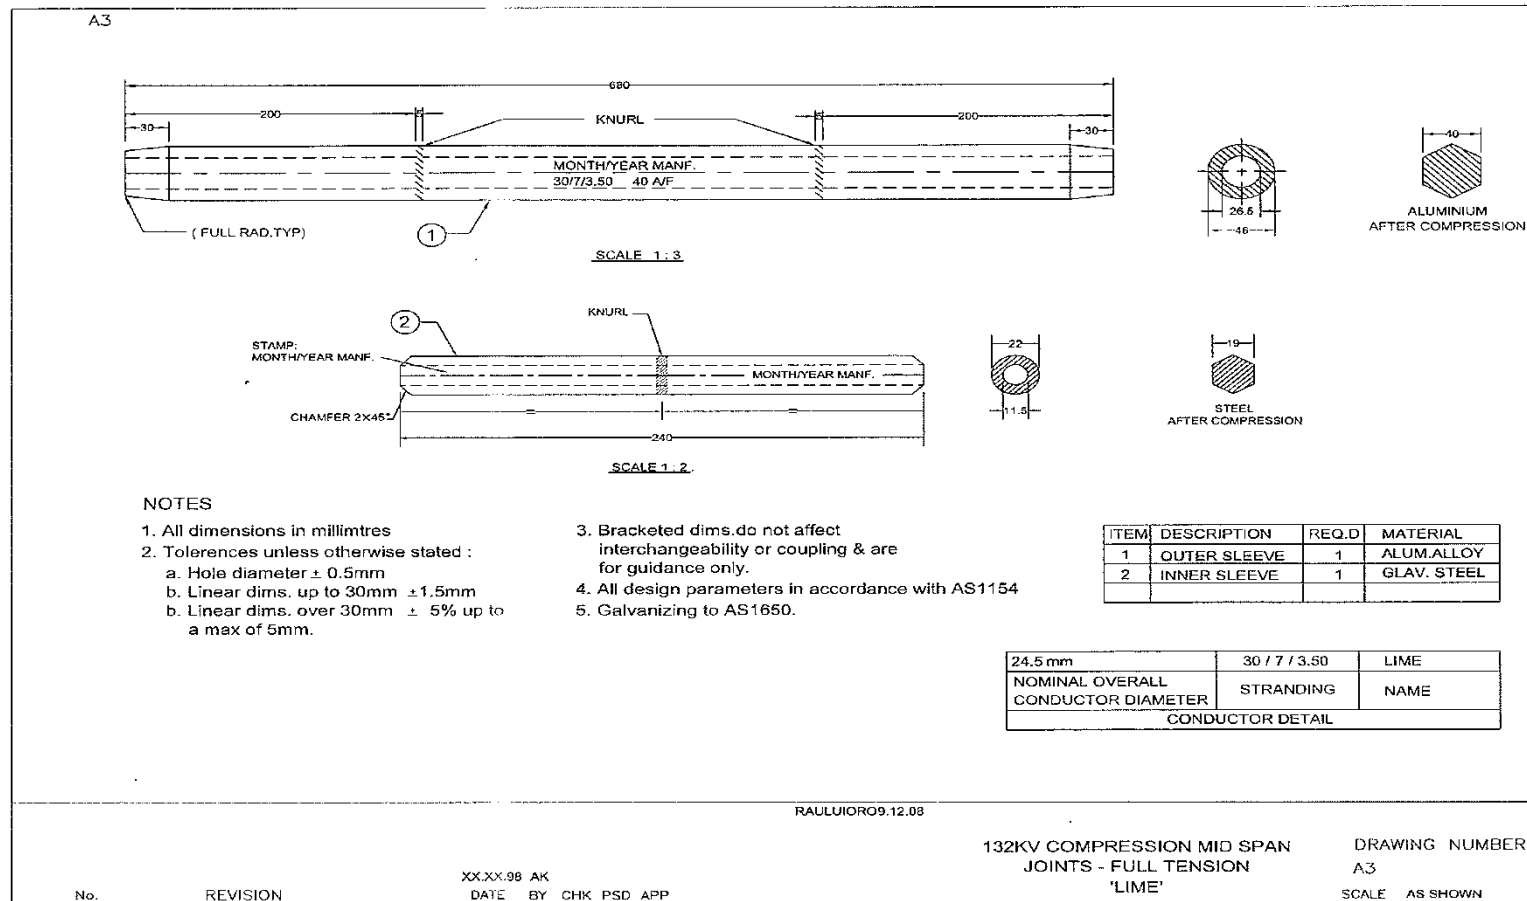 A3
680
200
5
KNURL
5
200
30
30
40
MONTH/YEAR MANF.
30/7/3.50 40 A/F
26.5
46
ALUMINIUM
AFTER COMPRESSION
( FULL RAD.TYP)
1
SCALE 1 : 3
2
KNURL
STAMP:
MONTH/YEAR MANF.
22
19
MONTH/YEAR MANF.
CHAMFER 2X45°
=
=
11.5
STEEL
AFTER COMPRESSION
240
SCALE 1 : 2.
NOTES
1. All dimensions in millimtres
2. Tolerences unless otherwise stated :
a. Hole diameter ± 0.5mm
b. Linear dims. up to 30mm ±1.5mm
b. Linear dims. over 30mm ± 5% up to
a max of 5mm.
3. Bracketed dims.do not affect
interchangeability or coupling & are
for guidance only.
4. All design parameters in accordance with AS1154
5. Galvanizing to AS1650.
ITEM DESCRIPTION REQ.D MATERIAL
1 OUTER SLEEVE 1 ALUM.ALLOY
2 INNER SLEEVE 1 GLAV. STEEL
24.5 mm 30 / 7 / 3.50 LIME
NOMINAL OVERALL
CONDUCTOR DIAMETER STRANDING NAME
CONDUCTOR DETAIL
RAULUIORO9.12.08
132KV COMPRESSION MID SPAN
JOINTS - FULL TENSION
'LIME'
DRAWING NUMBER
A3
SCALE AS SHOWN
XX.XX.98 AK
No. REVISION DATE BY CHK PSD APP